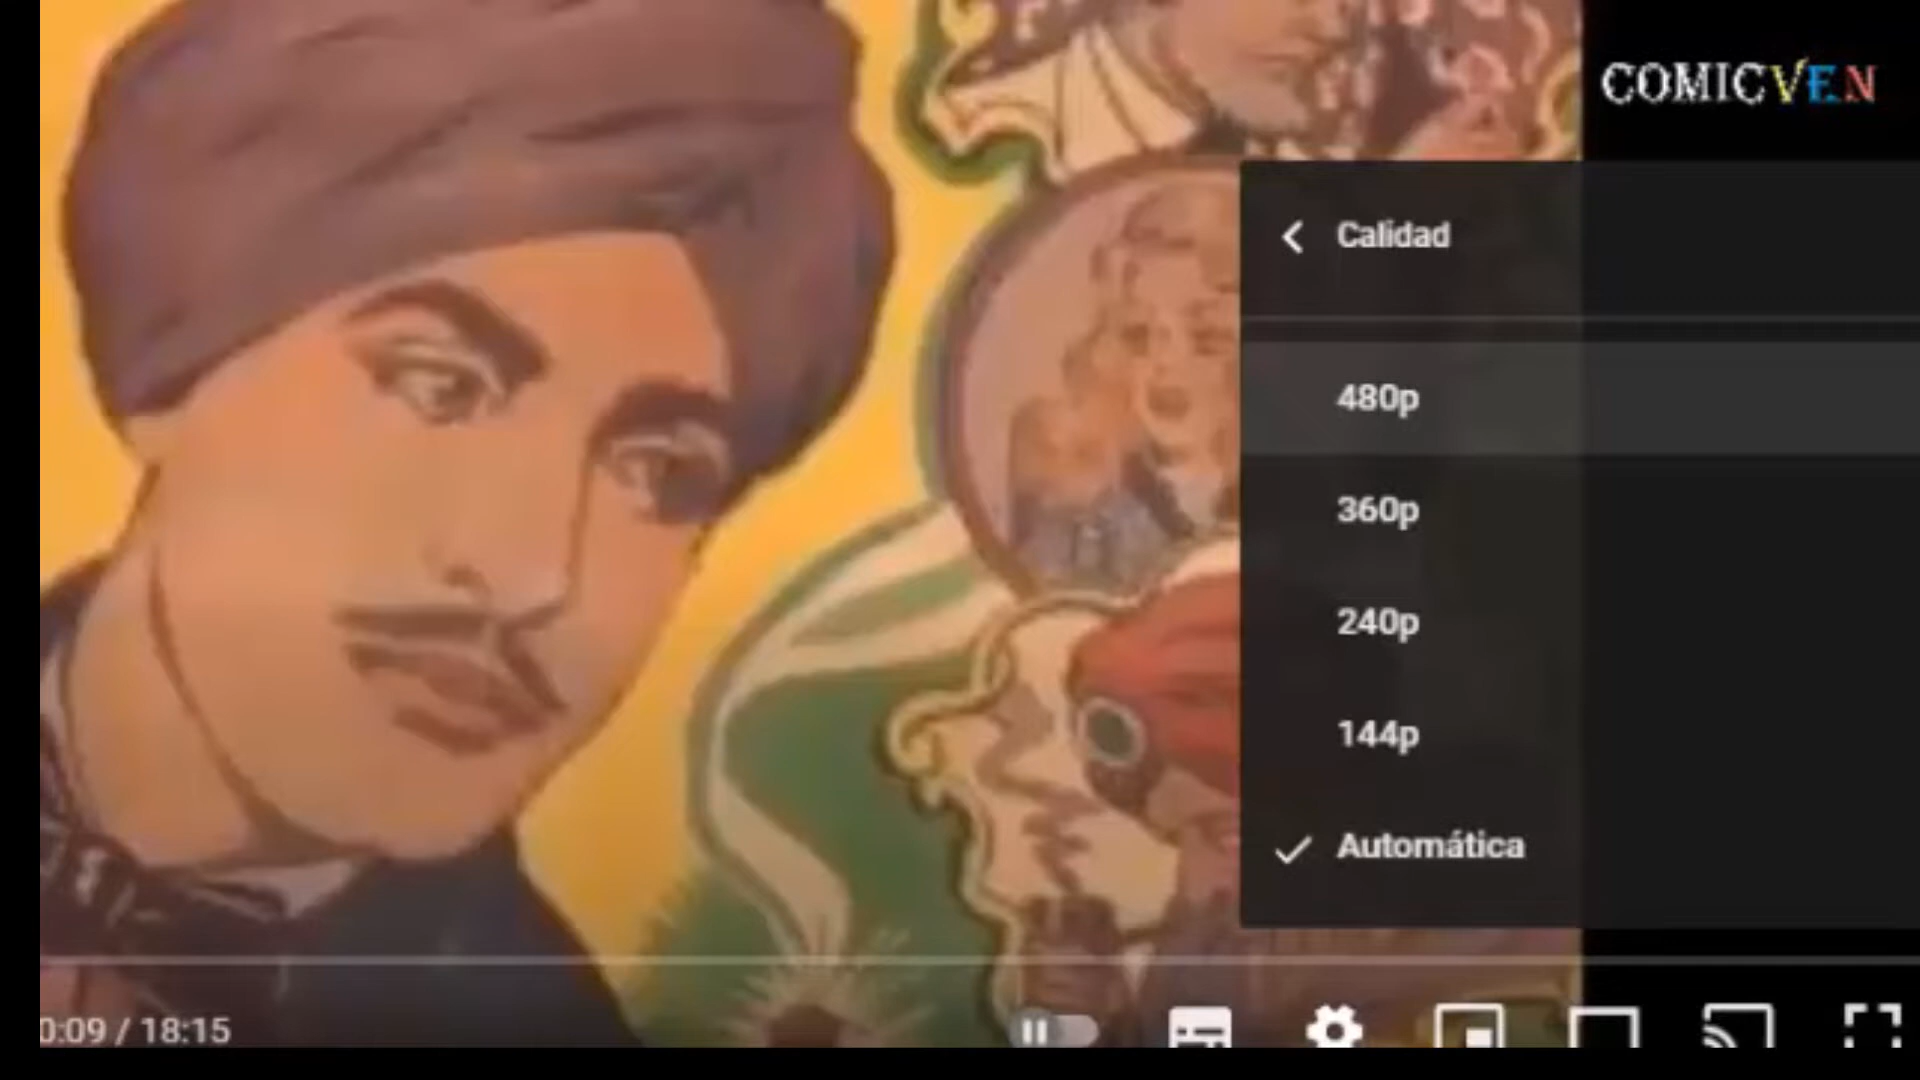 COMICVEN
Calidad
480p
360p
240p
144p
Automática
0:09 / 18:15